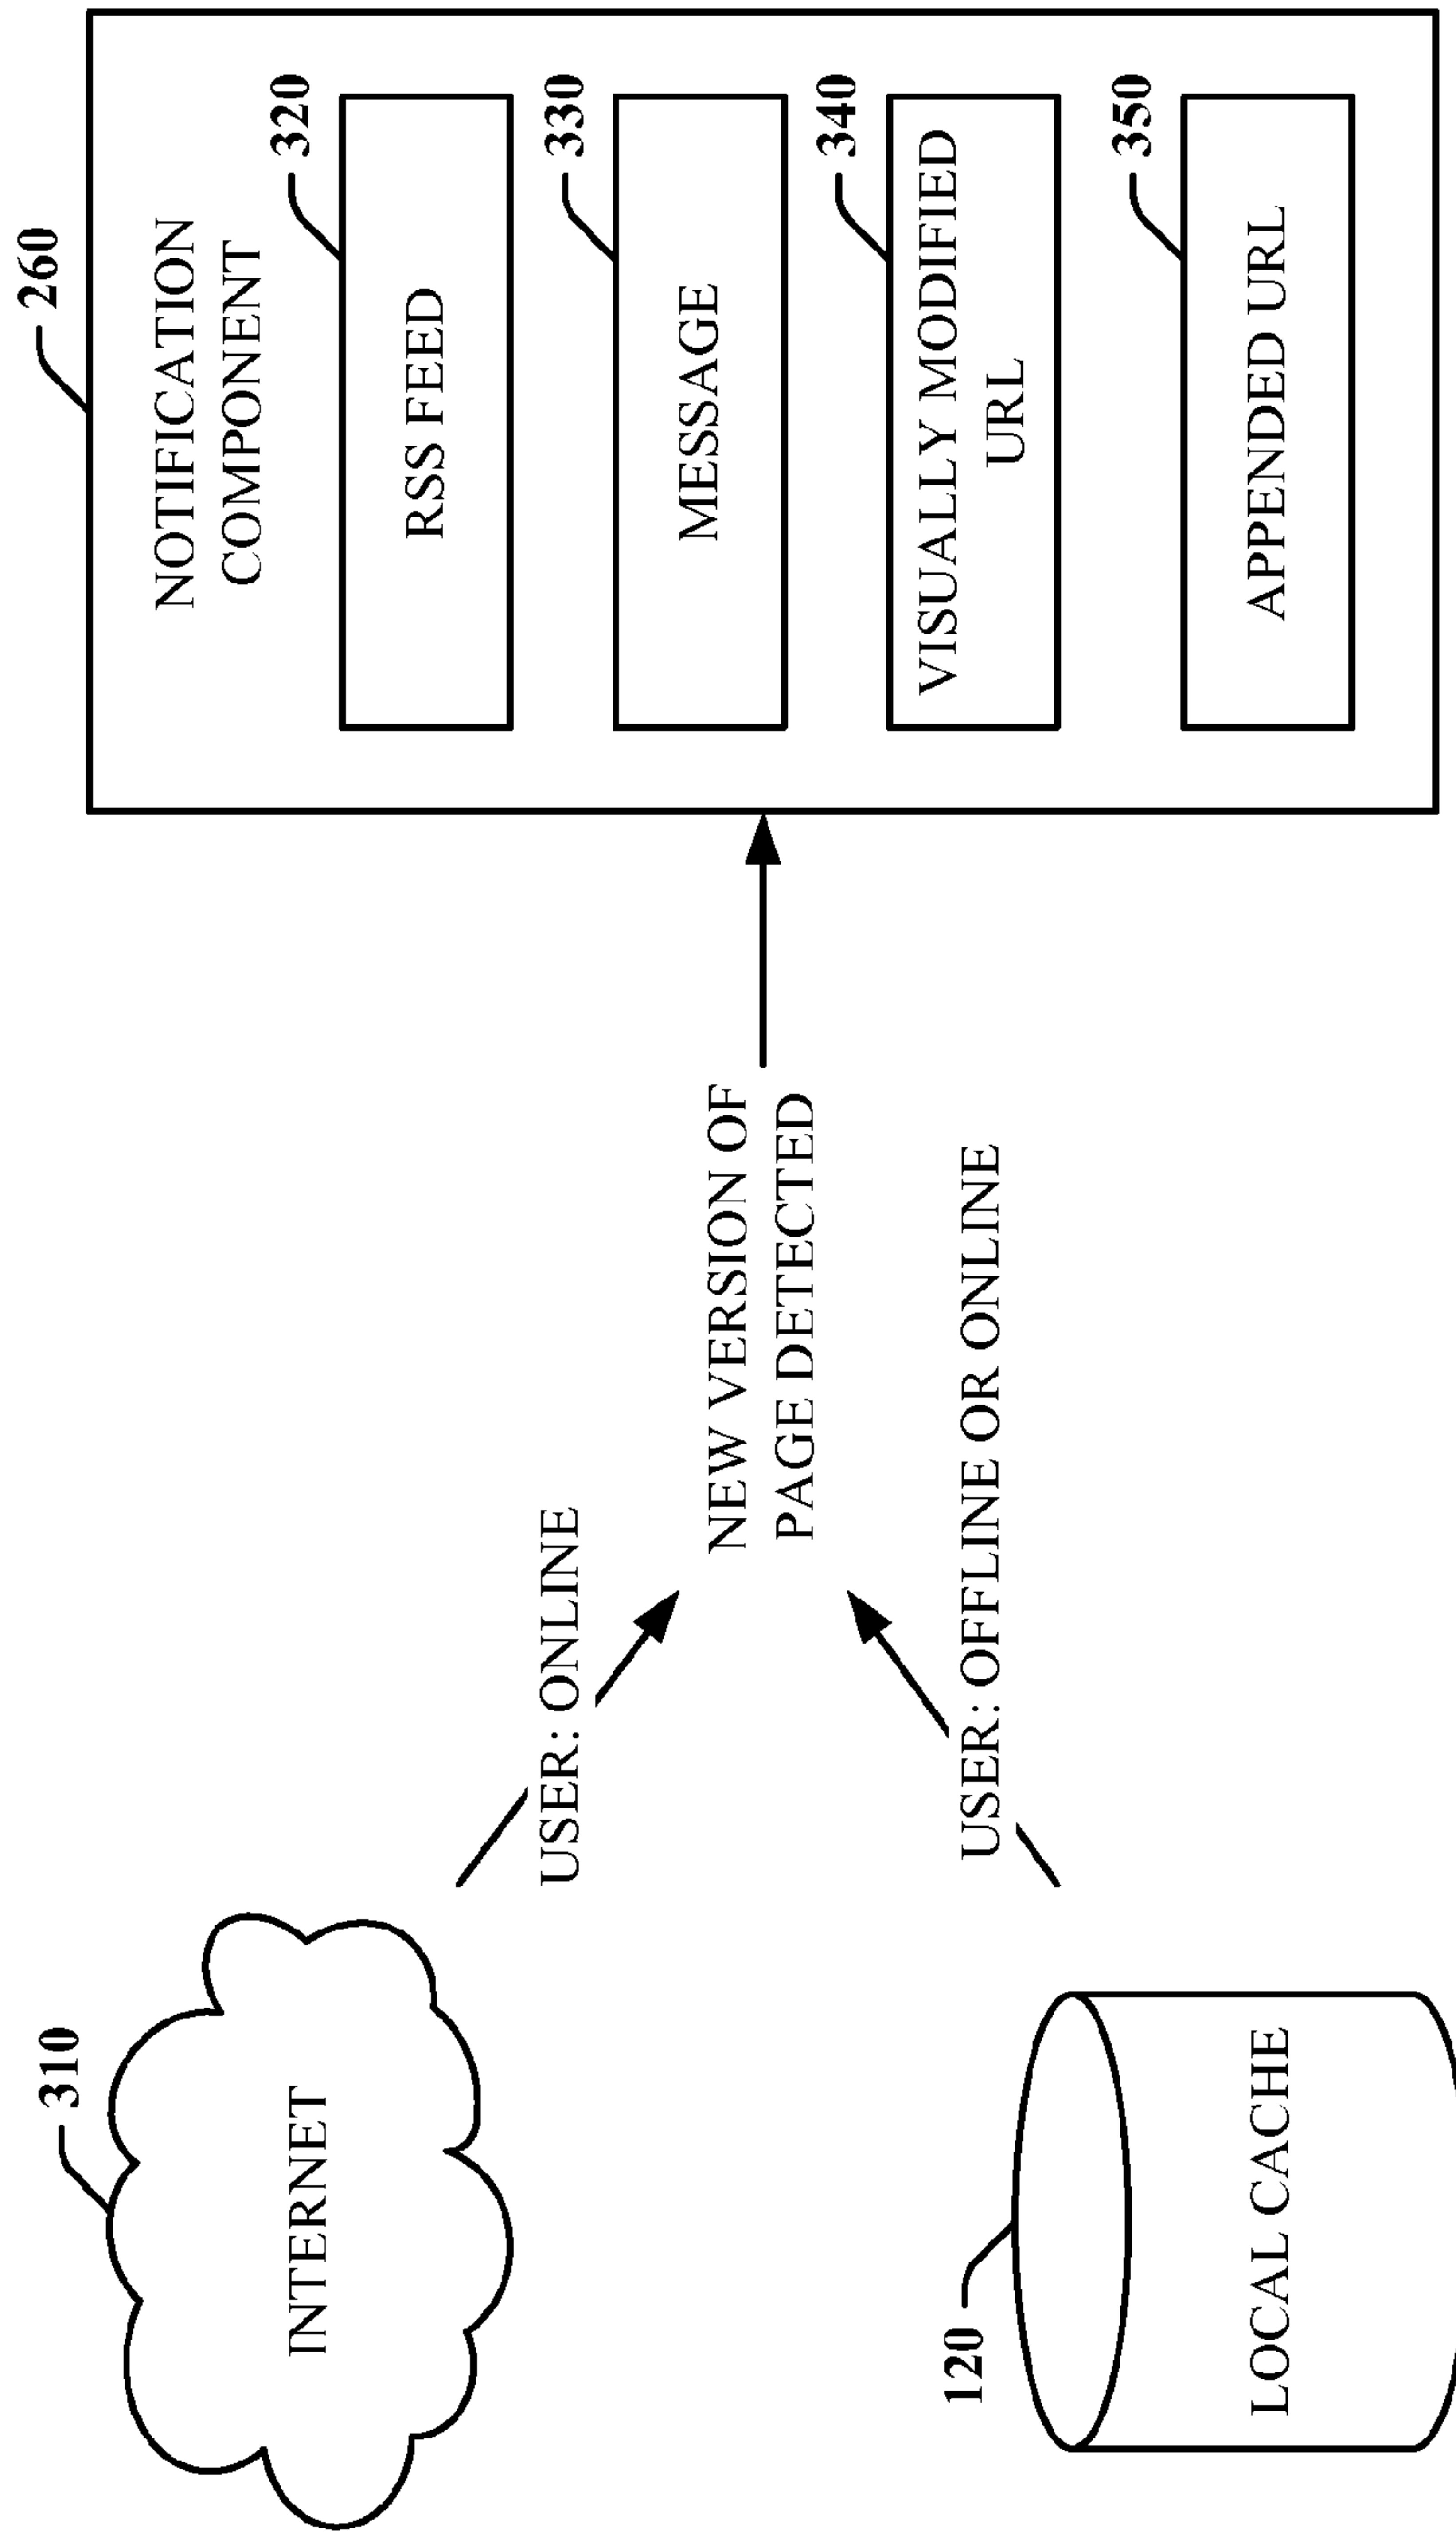 310
INTERNET
120
LOCAL CACHE
USER: ONLINE
USER: OFFLINE OR ONLINE
NEW VERSION OF
PAGE DETECTED
260
NOTIFICATION
COMPONENT
320
RSS FEED
330
MESSAGE
340
VISUALLY MODIFIED
URL
350
APPENDED URL